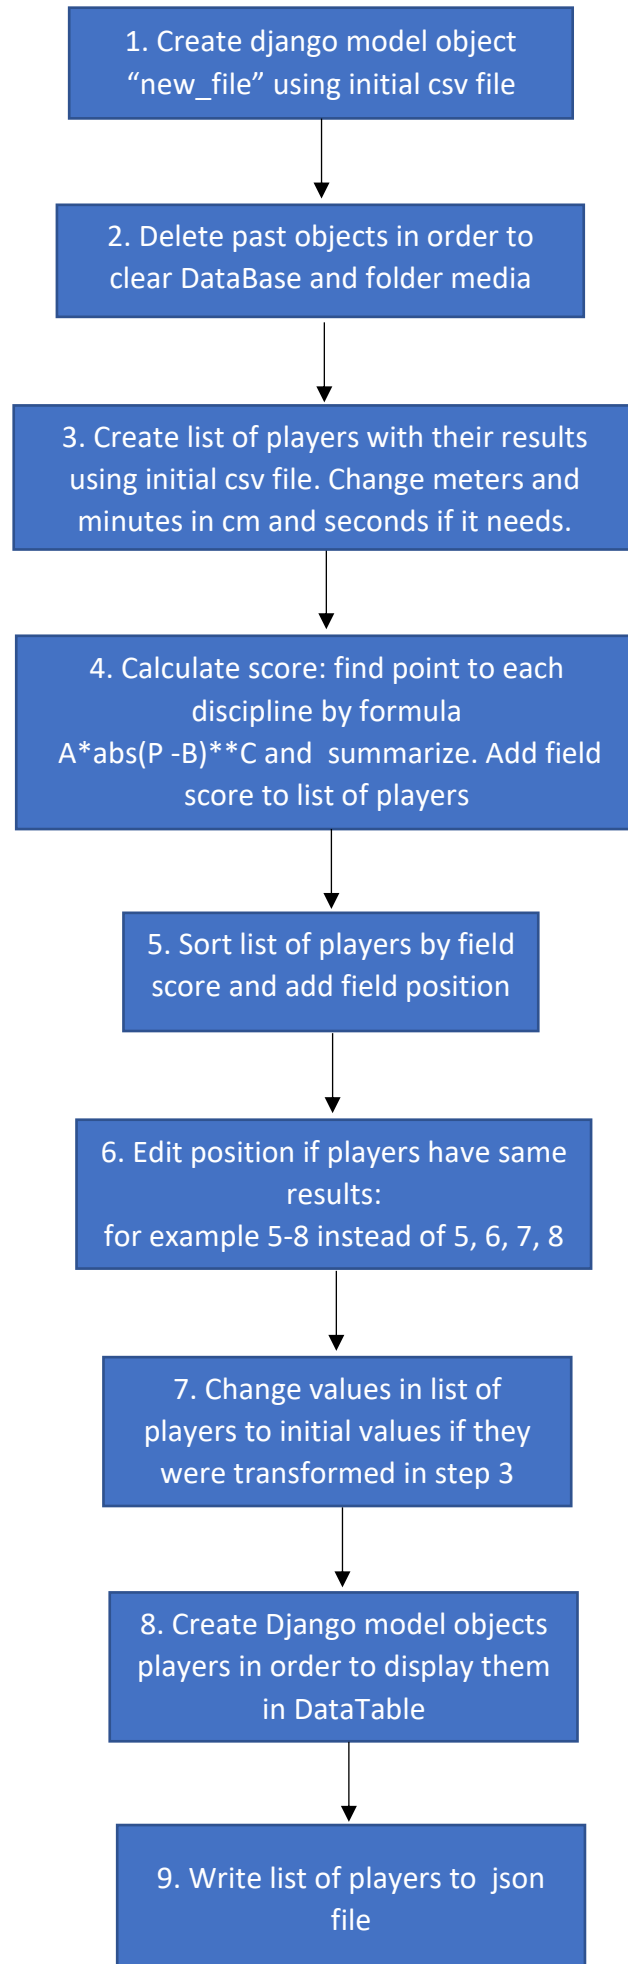 1. Create django model object
“new_file” using initial csv file
2. Delete past objects in order to
clear DataBase and folder media
3. Create list of players with their results
using initial csv file. Change meters and
minutes in cm and seconds if it needs.
4. Calculate score: find point to each
discipline by formula
A*abs(P -B)**C and  summarize. Add field
score to list of players
5. Sort list of players by field
score and add field position
6. Edit position if players have same
results:
for example 5-8 instead of 5, 6, 7, 8
7. Change values in list of
players to initial values if they
were transformed in step 3
8. Create Django model objects
players in order to display them
in DataTable
9. Write list of players to  json
file